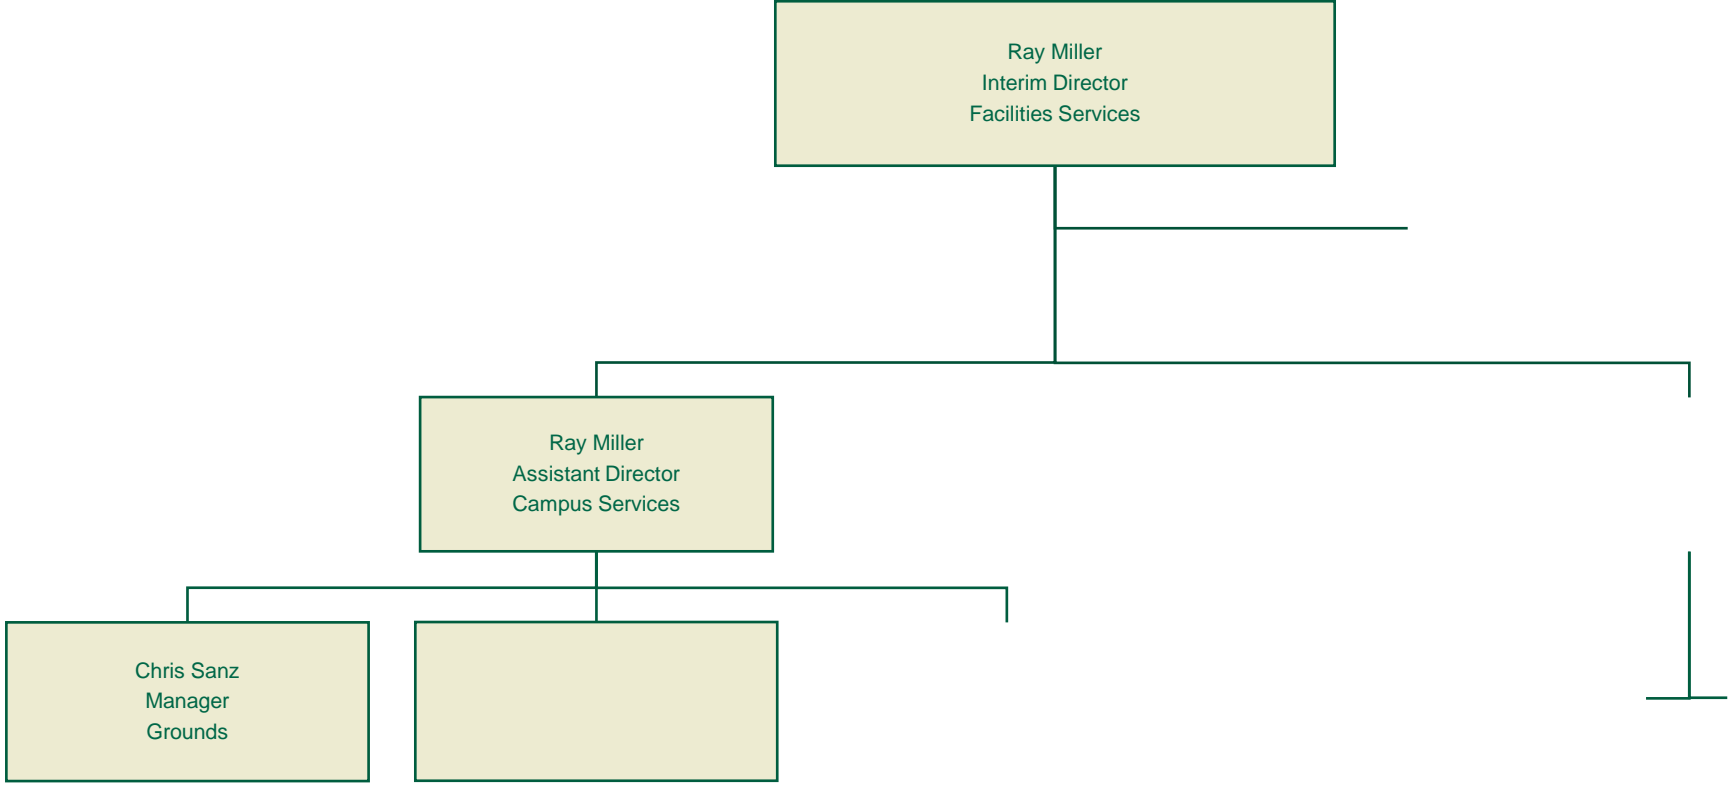 Ray Miller
Interim Director
Facilities Services
Ray Miller
Assistant Director
Campus Services
Chris Sanz
Manager
Grounds